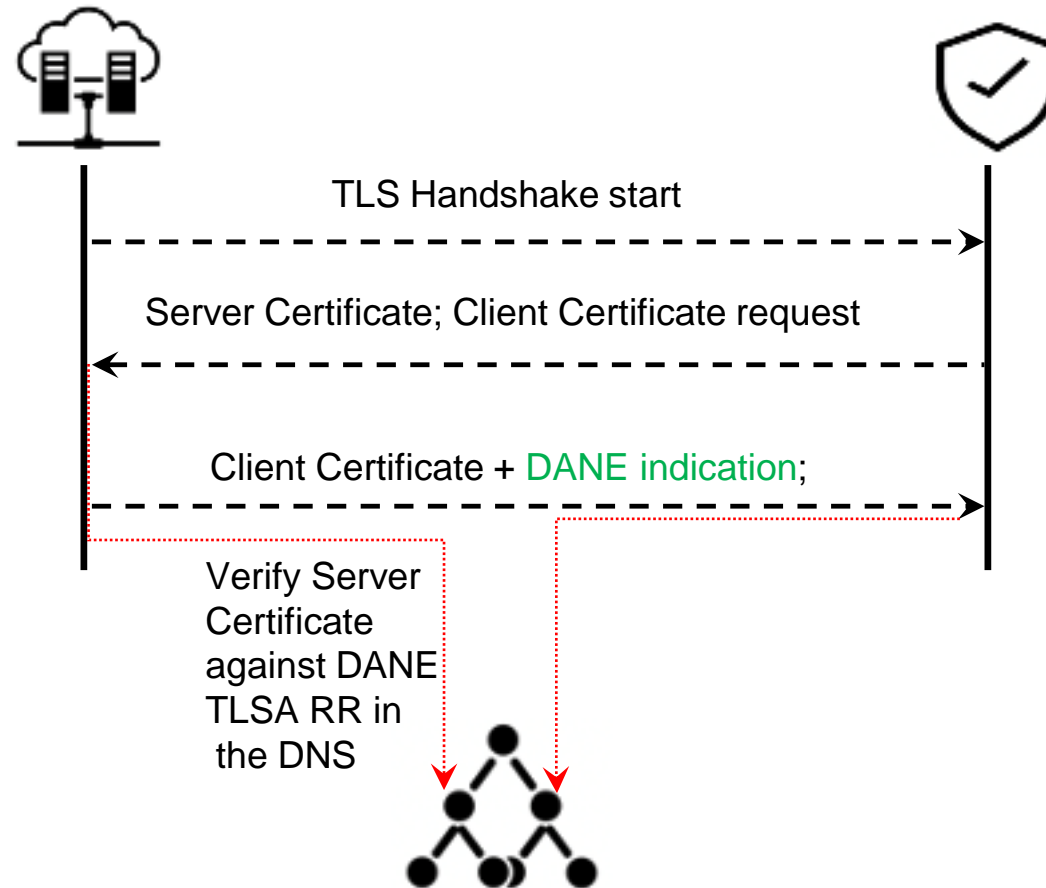 TLS Handshake start
Server Certificate; Client Certificate request
Client Certificate + DANE indication;
Verify Server
Certificate
against DANE
TLSA RR in
the DNS